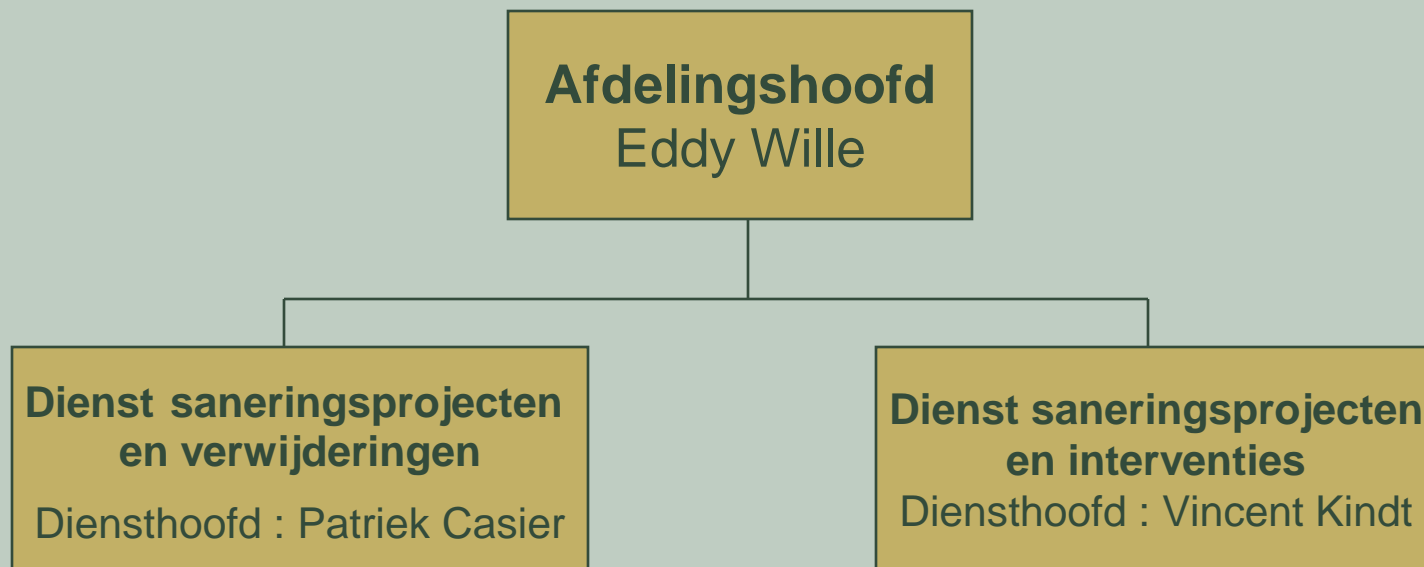 Afdelingshoofd
Eddy Wille
Dienst saneringsprojecten
en verwijderingen
Diensthoofd : Patriek Casier
Dienst saneringsprojecten
en interventies
Diensthoofd : Vincent Kindt